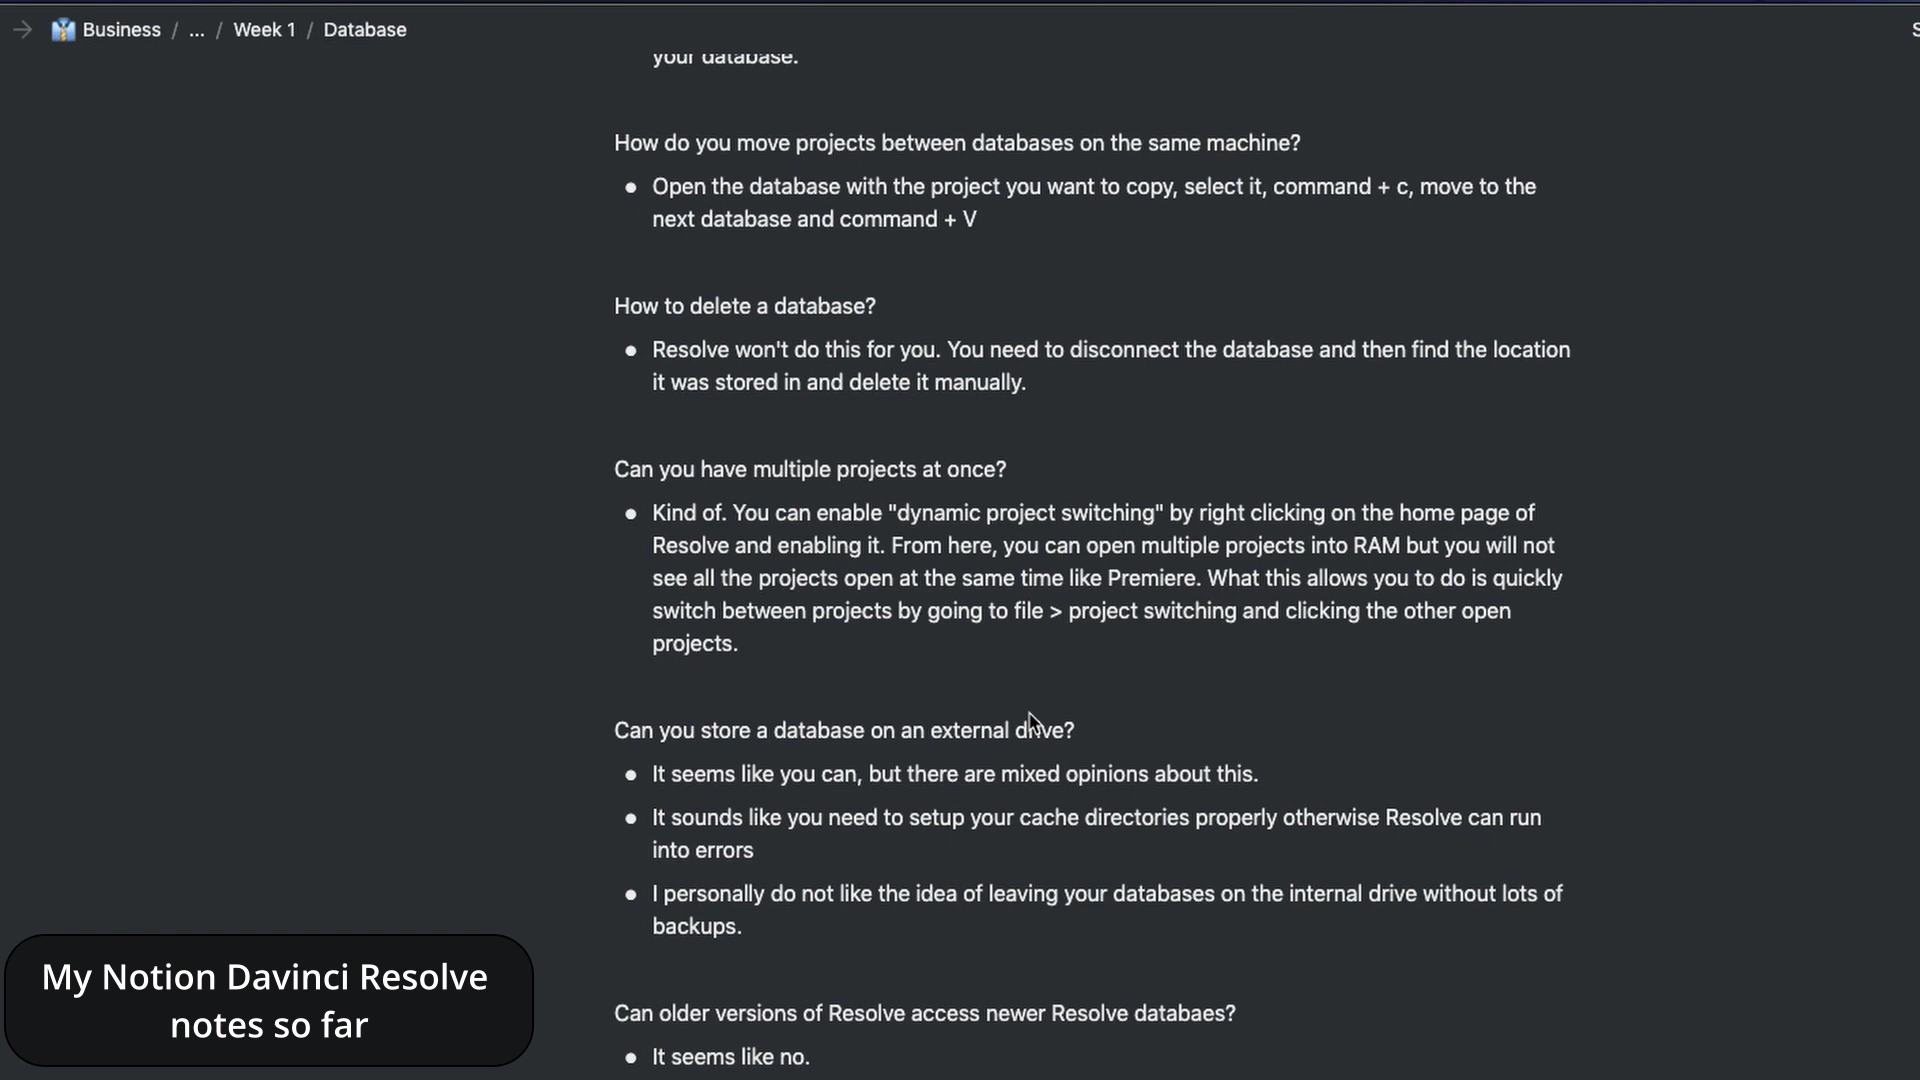 Business / ... / Week 1 / Database
your database.
How do you move projects between databases on the same machine?
● Open the database with the project you want to copy, select it, command + c, move to the
next database and command + V
How to delete a database?
● Resolve won't do this for you. You need to disconnect the database and then find the location
it was stored in and delete it manually.
Can you have multiple projects at once?
● Kind of. You can enable "dynamic project switching" by right clicking on the home page of
Resolve and enabling it. From here, you can open multiple projects into RAM but you will not
see all the projects open at the same time like Premiere. What this allows you to do is quickly
switch between projects by going to file > project switching and clicking the other open
projects.
Can you store a database on an external drive?
● It seems like you can, but there are mixed opinions about this.
● It sounds like you need to setup your cache directories properly otherwise Resolve can run
into errors
● I personally do not like the idea of leaving your databases on the internal drive without lots of
backups.
Can older versions of Resolve access newer Resolve databaes?
● It seems like no.
My Notion Davinci Resolve
notes so far